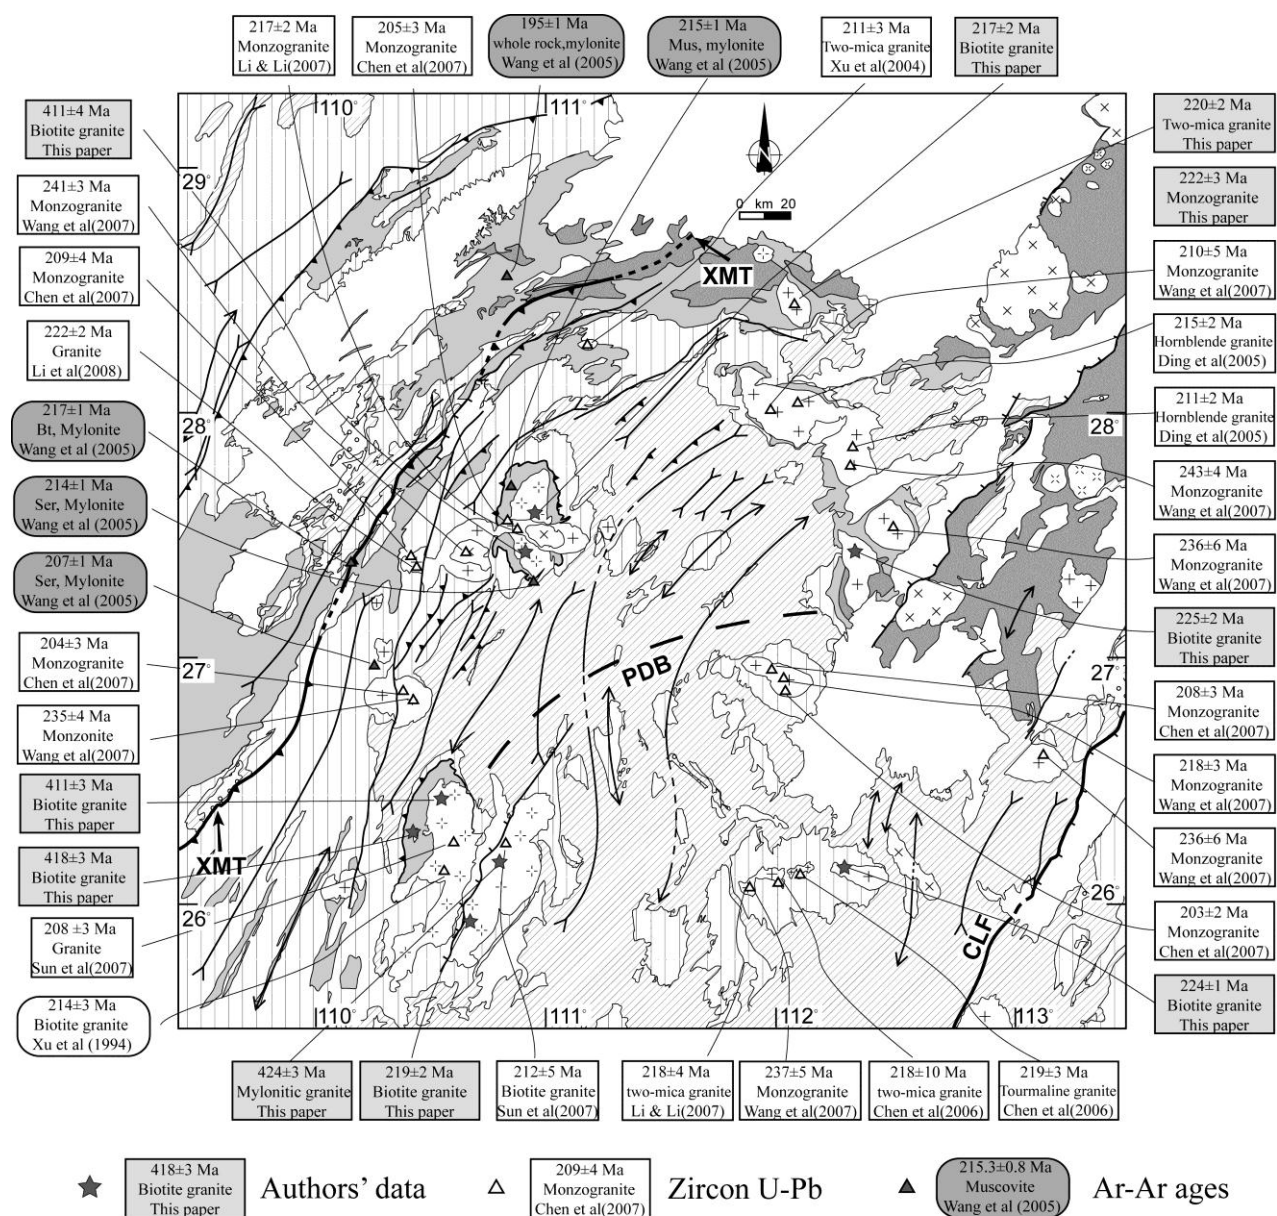 217±2 Ma
Monzogranite
Li & Li(2007)
205±3 Ma
Monzogranite
Chen et al(2007)
195±1 Ma
whole rock,mylonite
Wang et al (2005)
215±1 Ma
Mus, mylonite
Wang et al (2005)
211±3 Ma
Two-mica granite
Xu et al(2004)
217±2 Ma
Biotite granite
This paper
411±4 Ma
Biotite granite
This paper
241±3 Ma
Monzogranite
Wang et al(2007)
209±4 Ma
Monzogranite
Chen et al(2007)
222±2 Ma
Granite
Li et al(2008)
217±1 Ma
Bt, Mylonite
Wang et al (2005)
214±1 Ma
Ser, Mylonite
Wang et al (2005)
207±1 Ma
Ser, Mylonite
Wang et al (2005)
204±3 Ma
Monzogranite
Chen et al(2007)
235±4 Ma
Monzonite
Wang et al(2007)
411±3 Ma
Biotite granite
This paper
418±3 Ma
Biotite granite
This paper
208 ±3 Ma
Granite
Sun et al(2007)
214±3 Ma
Biotite granite
Xu et al (1994)
110°
111°
29°
28°
27°
26°
N
0 km 20
XMT
PDB
XMT
CLF
28°
27°
26°
110°
111°
112°
113°
220±2 Ma
Two-mica granite
This paper
222±3 Ma
Monzogranite
This paper
210±5 Ma
Monzogranite
Wang et al(2007)
215±2 Ma
Hornblende granite
Ding et al(2005)
211±2 Ma
Hornblende granite
Ding et al(2005)
243±4 Ma
Monzogranite
Wang et al(2007)
236±6 Ma
Monzogranite
Wang et al(2007)
225±2 Ma
Biotite granite
This paper
208±3 Ma
Monzogranite
Chen et al(2007)
218±3 Ma
Monzogranite
Wang et al(2007)
236±6 Ma
Monzogranite
Wang et al(2007)
203±2 Ma
Monzogranite
Chen et al(2007)
224±1 Ma
Biotite granite
This paper
424±3 Ma
Mylonitic granite
This paper
219±2 Ma
Biotite granite
This paper
212±5 Ma
Biotite granite
Sun et al(2007)
218±4 Ma
two-mica granite
Li & Li(2007)
237±5 Ma
Monzogranite
Wang et al(2007)
218±10 Ma
two-mica granite
Chen et al(2006)
219±3 Ma
Tourmaline granite
Chen et al(2006)
418±3 Ma
Biotite granite
This paper
Authors' data
209±4 Ma
Monzogranite
Chen et al(2007)
Zircon U-Pb
215.3±0.8 Ma
Muscovite
Wang et al (2005)
Ar-Ar ages